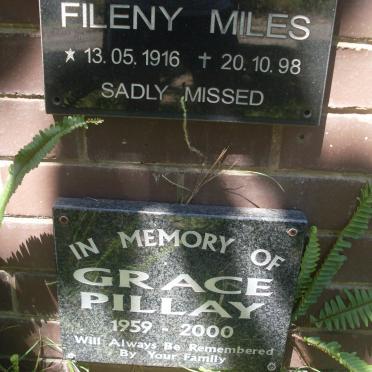 FILENY MILES
* 13.05.1916 † 20.10.98
SADLY MISSED
IN MEMORY OF
GRACE
PILLAY
1959 - 2000
Will Always Be Remembered
By Your Family